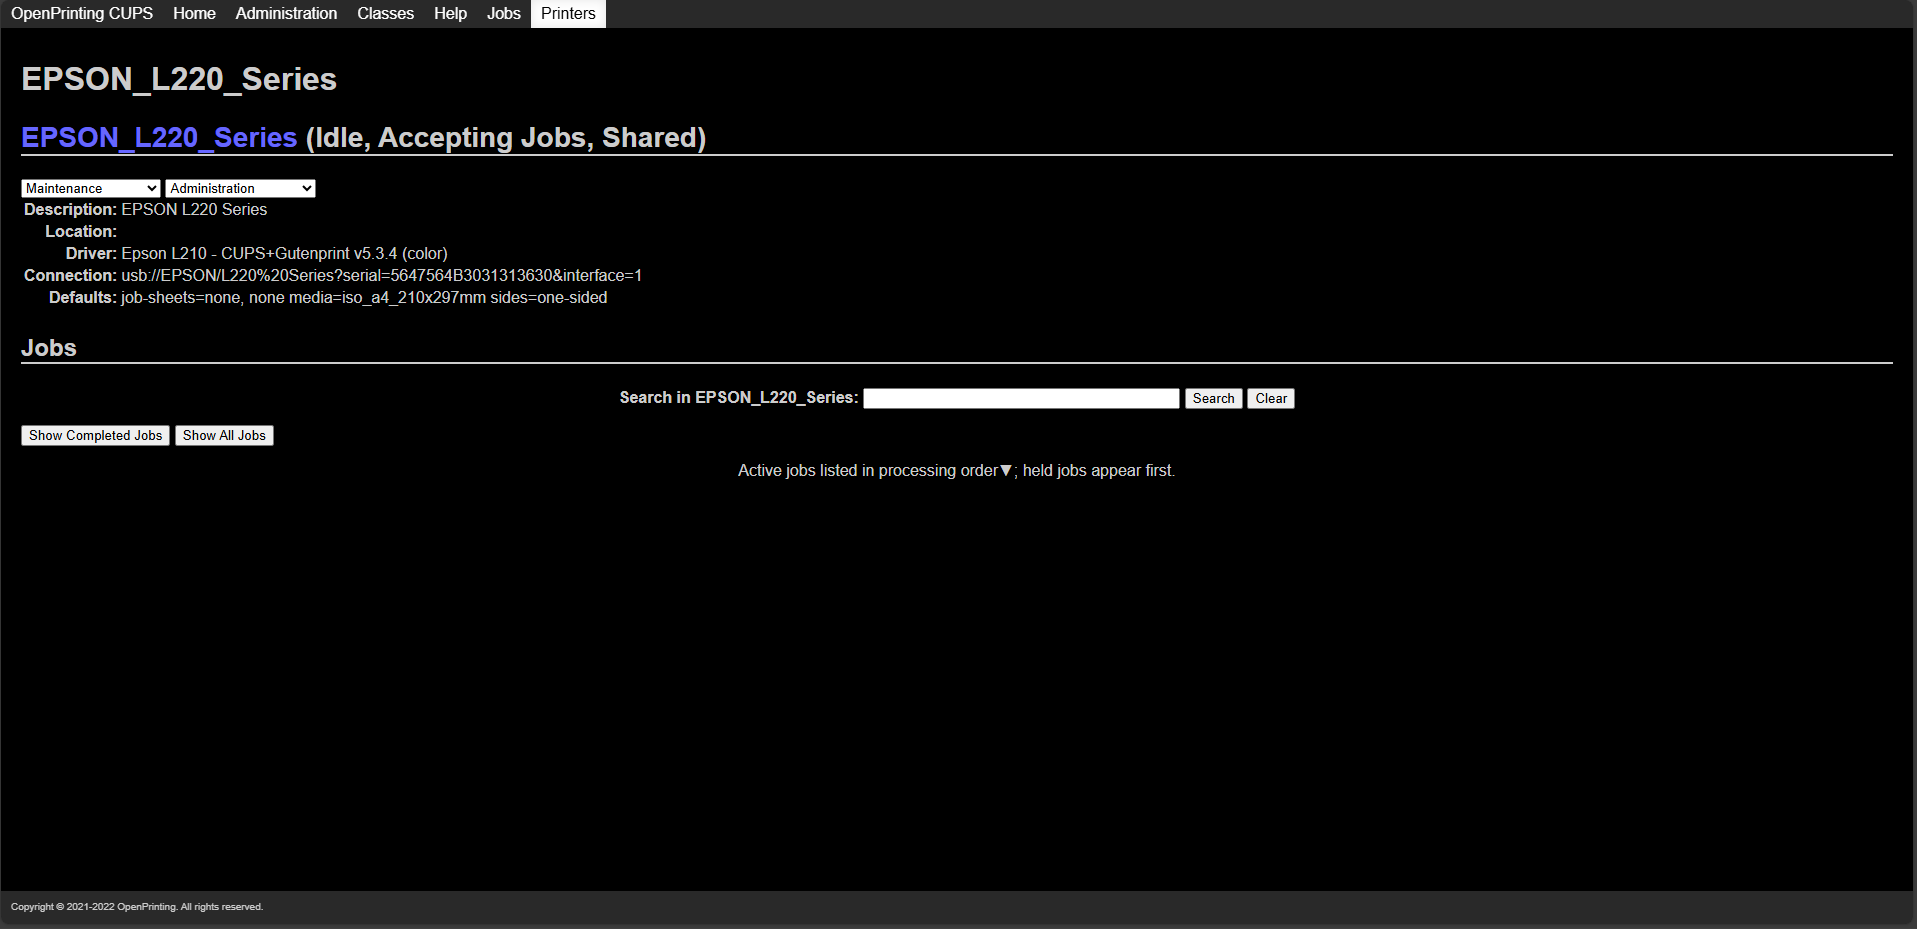 OpenPrinting CUPS Home Administration Classes Help Jobs Printers
EPSON_L220_Series
EPSON_L220_Series (Idle, Accepting Jobs, Shared)
Maintenance Administration
Description: EPSON L220 Series
Location:
Driver: Epson L210 - CUPS+Gutenprint v5.3.4 (color)
Connection: usb://EPSON/L220%20Series?serial=5647564B3031313630&interface=1
Defaults: job-sheets=none, none media=iso_a4_210x297mm sides=one-sided
Jobs
Search in EPSON_L220_Series: Search Clear
Show Completed Jobs Show All Jobs
Active jobs listed in processing order▼; held jobs appear first.
Copyright © 2021-2022 OpenPrinting. All rights reserved.